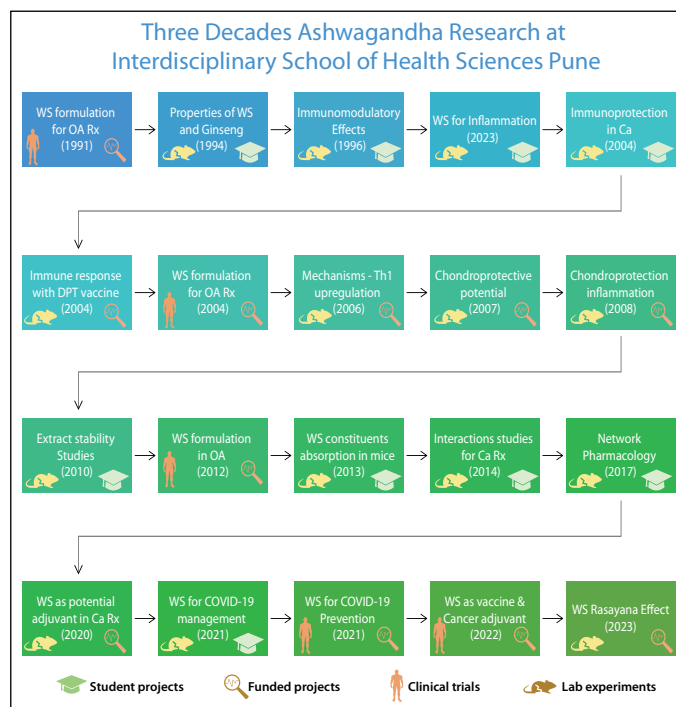 Three Decades Ashwagandha Research at
Interdisciplinary School of Health Sciences Pune
WS formulation
for OA Rx
(1991)
Properties of WS
and Ginseng
(1994)
Immunomodulatory
Effects
(1996)
WS for Inflammation
(2023)
Immunoprotection
in Ca
(2004)
Immune response
with DPT vaccine
(2004)
WS formulation
for OA Rx
(2004)
Mechanisms - Th1
upregulation
(2006)
Chondroprotective
potential
(2007)
Chondroprotection
inflammation
(2008)
Extract stability
Studies
(2010)
WS formulation
in OA
(2012)
WS constituents
absorption in mice
(2013)
Interactions studies
for Ca Rx
(2014)
Network
Pharmacology
(2017)
WS as potential
adjuvant in Ca Rx
(2020)
WS for COVID-19
management
(2021)
WS for COVID-19
Prevention
(2021)
WS as vaccine &
Cancer adjuvant
(2022)
WS Rasayana Effect
(2023)
Student projects
Funded projects
Clinical trials
Lab experiments